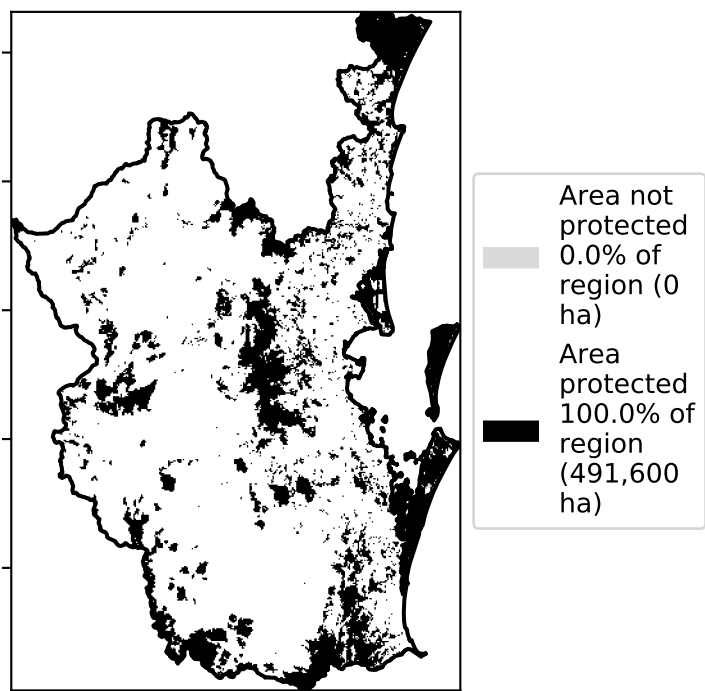 Area not
protected
0.0% of
region (0
ha)
Area
protected
100.0% of
region
(491,600
ha)